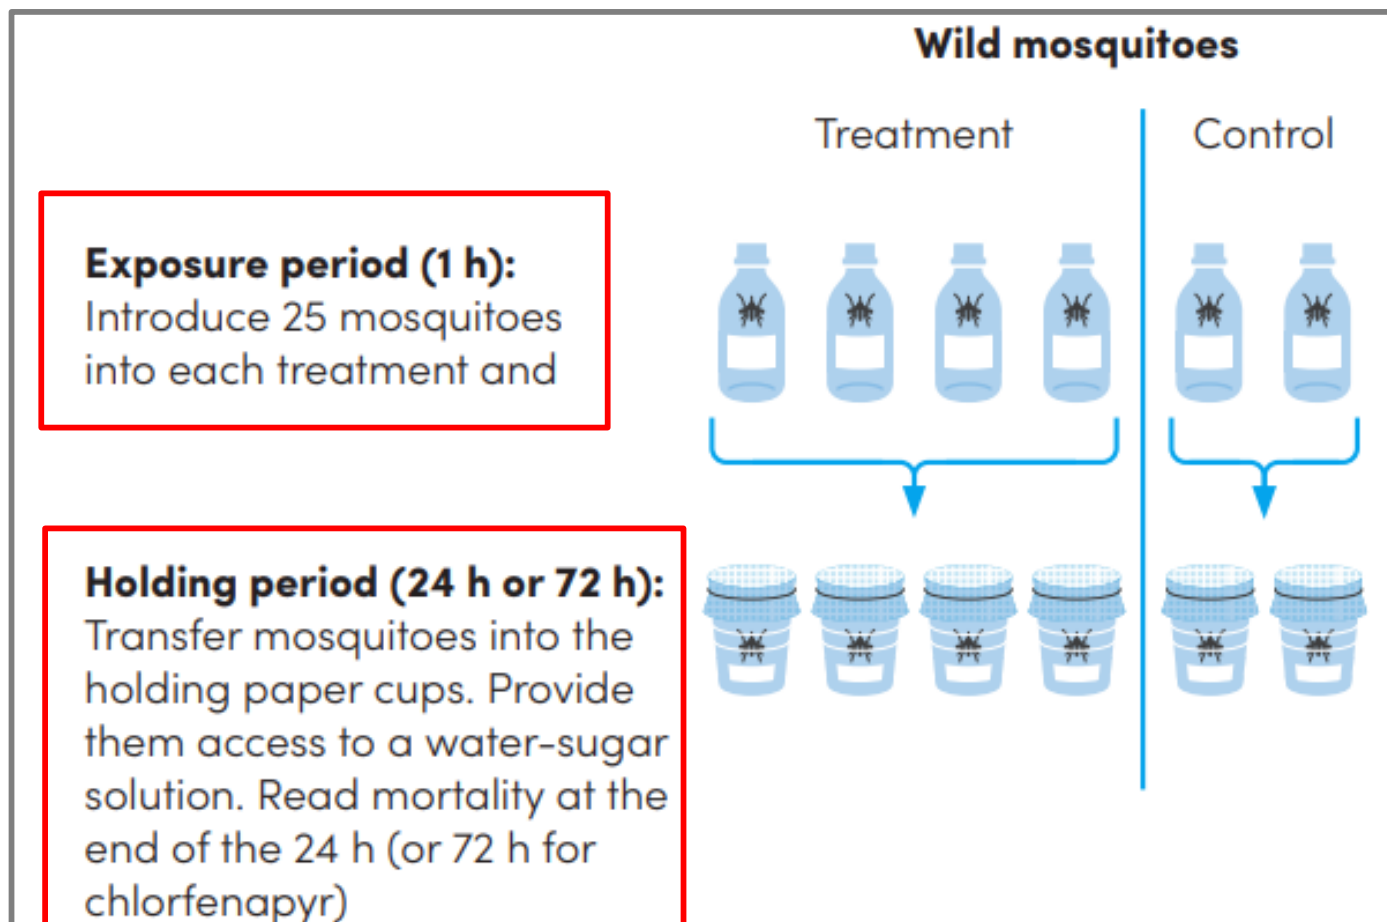 Wild mosquitoes
Treatment
Control
Exposure period (1 h):
Introduce 25 mosquitoes
into each treatment and
Holding period (24 h or 72 h):
Transfer mosquitoes into the
holding paper cups. Provide
them access to a water-sugar
solution. Read mortality at the
end of the 24 h (or 72 h for
chlorfenapyr)